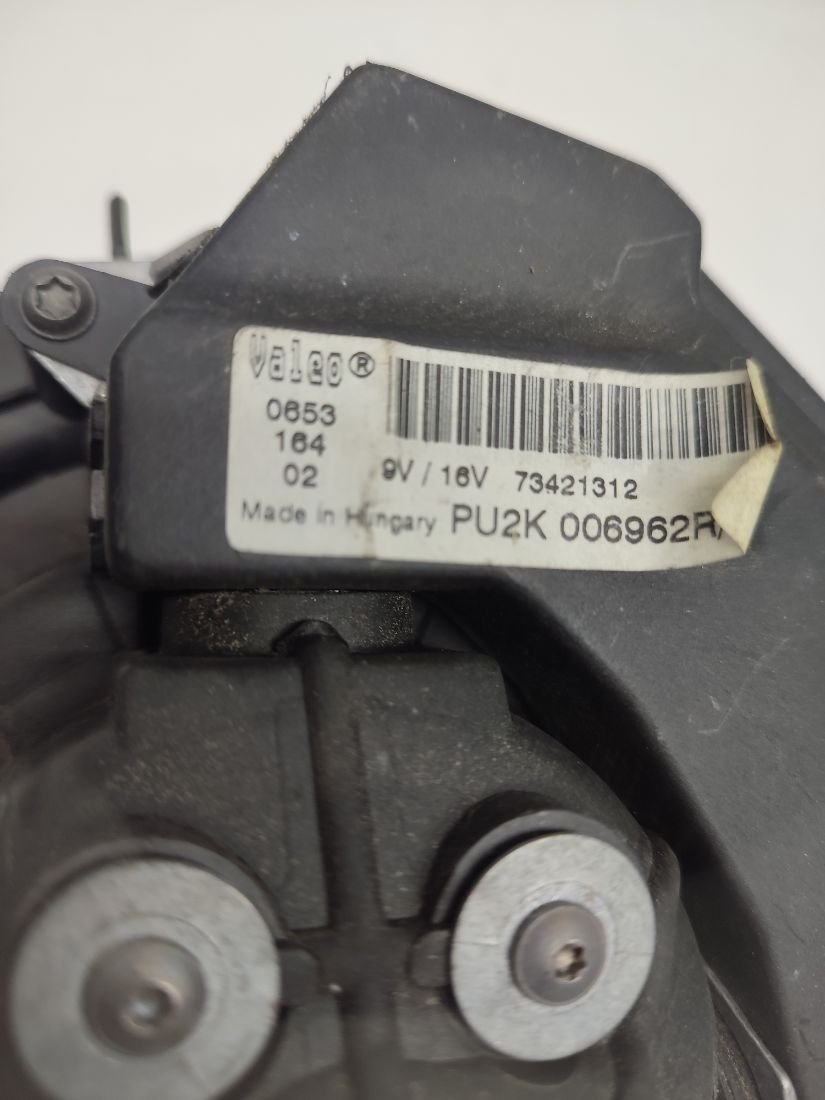 Valeo®
0653
164
02
9V / 16V 73421312
Made in Hungary PU2K 006962R